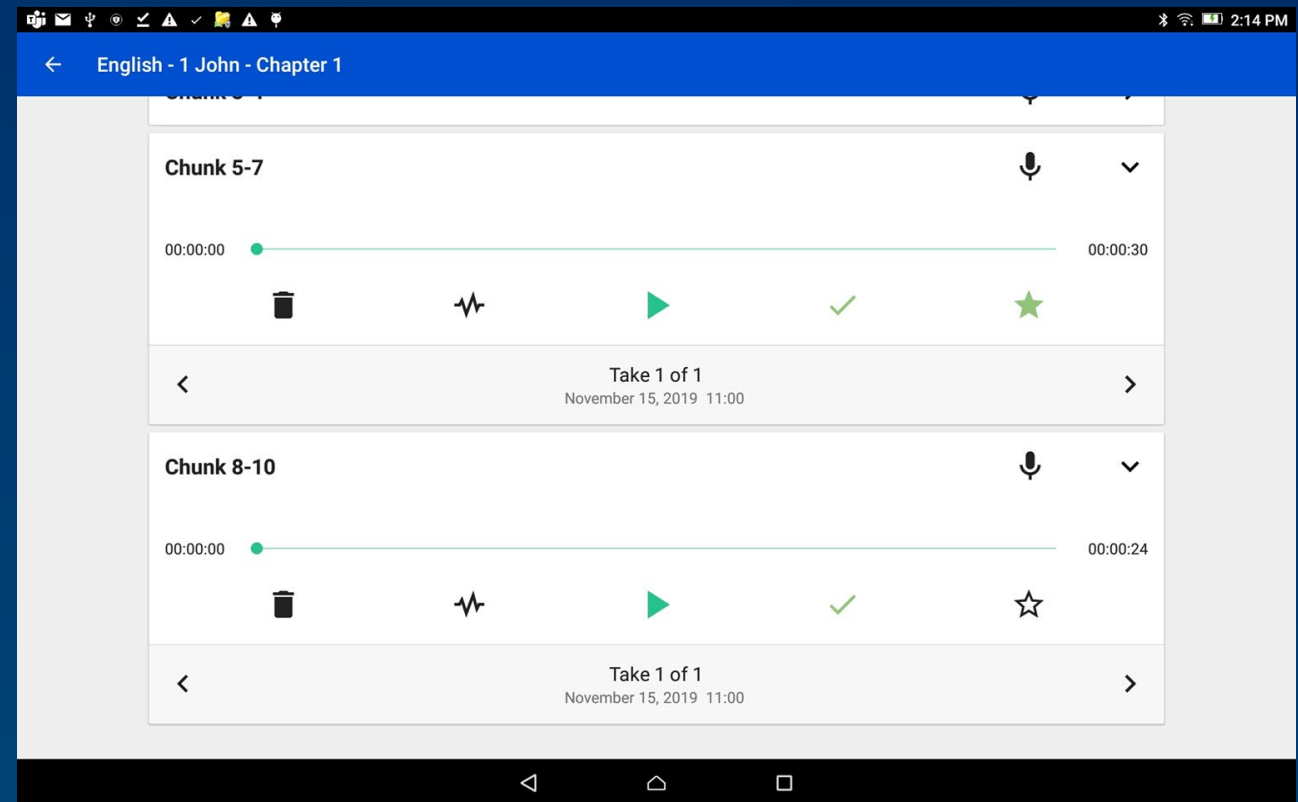 2:14 PM
English - 1 John - Chapter 1
Chunk 5-7
00:00:00
00:00:30
Take 1 of 1
November 15, 2019 11:00
Chunk 8-10
00:00:00
00:00:24
Take 1 of 1
November 15, 2019 11:00